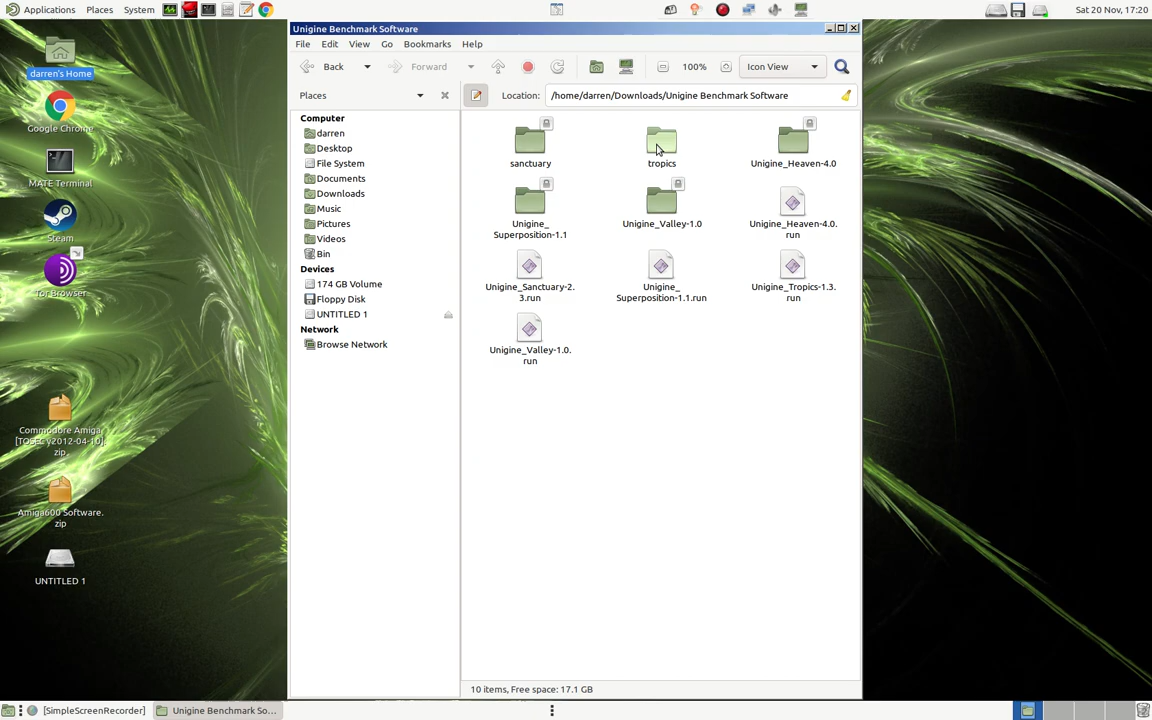 Applications Places System
Sat 20 Nov, 17:20
darren's Home
Google Chrome
MATE Terminal
Steam
Tor Browser
Commodore Amiga
[TOSEC v2012-04-10].
zip
Amiga600 Software.
zip
UNTITLED 1
Unigine Benchmark Software
File Edit View Go Bookmarks Help
Back Forward 100% Icon View
Places
Location: /home/darren/Downloads/Unigine Benchmark Software
Computer
darren
Desktop
File System
Documents
Downloads
Music
Pictures
Videos
Bin
Devices
174 GB Volume
Floppy Disk
UNTITLED 1
Network
Browse Network
sanctuary tropics Unigine_Heaven-4.0
Unigine_
Superposition-1.1
Unigine_Valley-1.0
Unigine_Heaven-4.0.
run
Unigine_Sanctuary-2.
3.run
Unigine_
Superposition-1.1.run
Unigine_Tropics-1.3.
run
Unigine_Valley-1.0.
run
10 items, Free space: 17.1 GB
[SimpleScreenRecorder] Unigine Benchmark So...